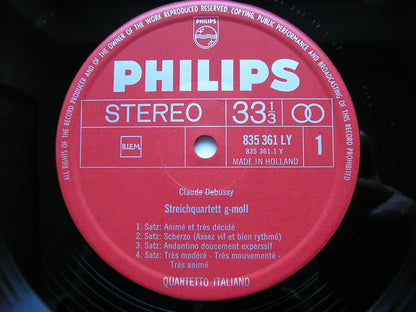 ALL RIGHTS OF THE RECORD PRODUCER AND OF THE OWNER OF THE WORK REPRODUCED RESERVED. COPYING, PUBLIC PERFORMANCE AND BROADCASTING OF THIS RECORD PROHIBITED
PHILIPS
PHILIPS
STEREO 33 1/3
B.I.E.M. 835 361 LY 1
835 361.1 Y
MADE IN HOLLAND
Claude Debussy
Streichquartett g-moll
1. Satz: Animé et très décidé
2. Satz: Scherzo (Assez vif et bien rythmé)
3. Satz: Andantino doucement experssif
4. Satz: Très modéré - Très mouvementé -
Très animé
QUARTETTO ITALIANO